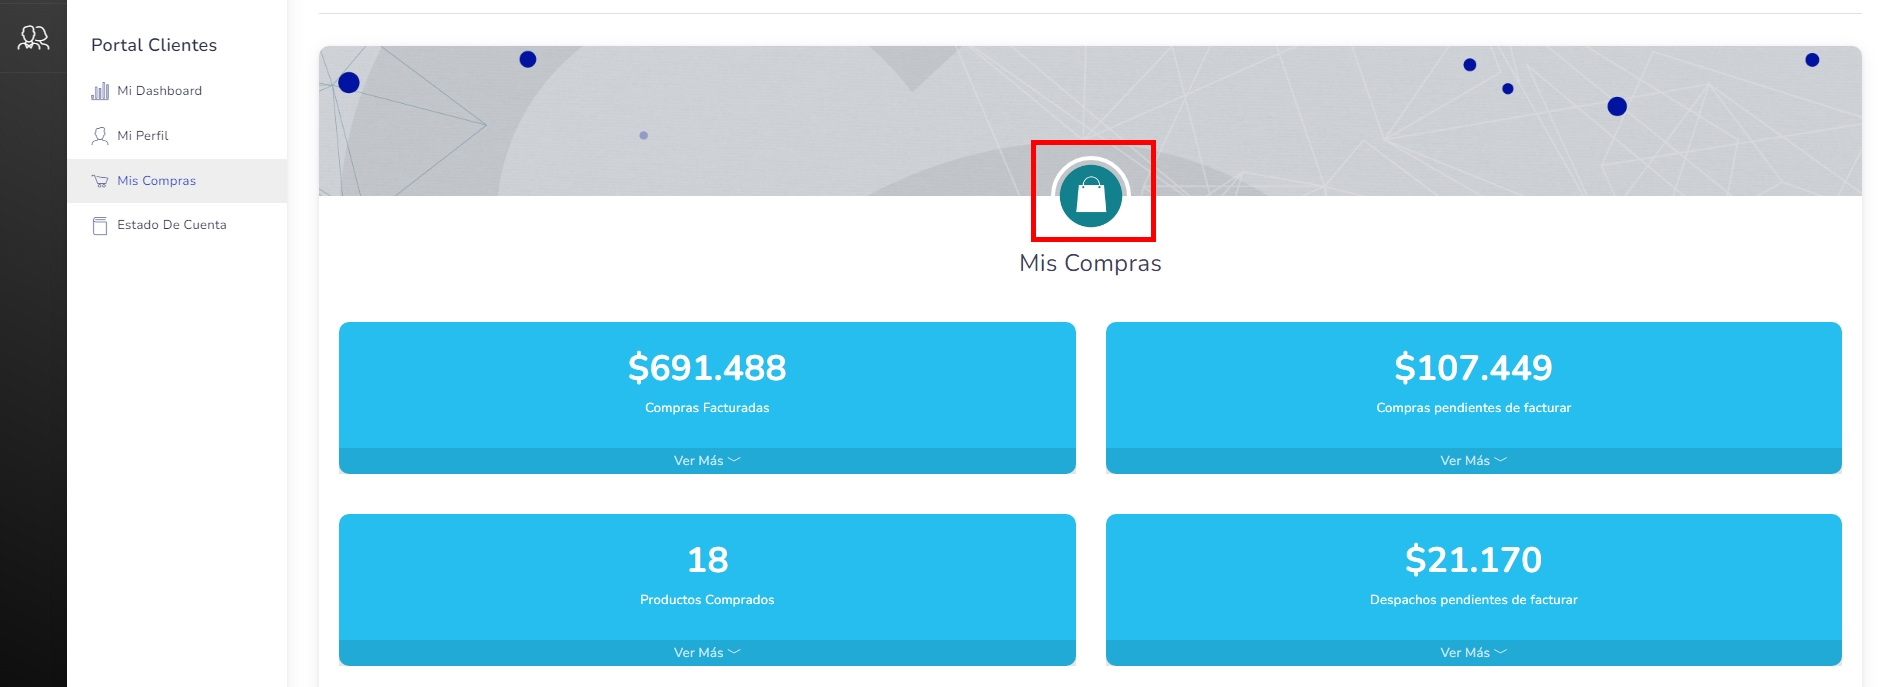 Portal Clientes
Mi Dashboard
Mi Perfil
Mis Compras
Estado De Cuenta
Mis Compras
$691.488
Compras Facturadas
Ver Más
$107.449
Compras pendientes de facturar
Ver Más
18
Productos Comprados
Ver Más
$21.170
Despachos pendientes de facturar
Ver Más